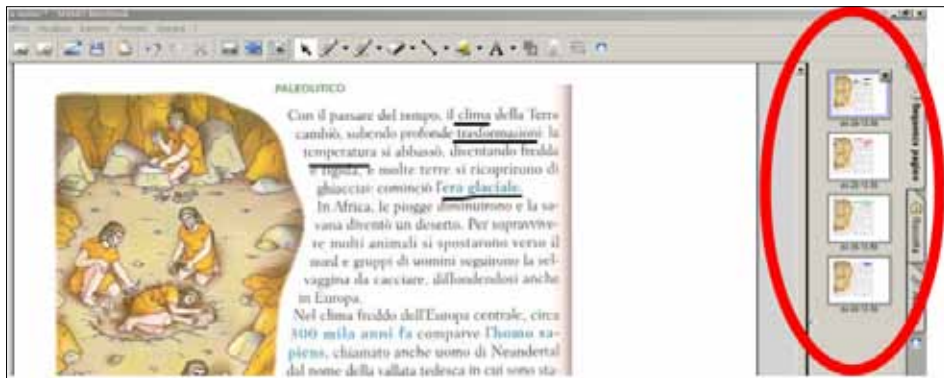 PALEOLITICO
Con il passare del tempo, il clima della Terra
cambiò, subendo profonde trasformazioni: la
temperatura si abbassò, diventando fredda
e rigida, e molte terre si ricoprirono di
ghiacciai: cominciò l'era glaciale.
In Africa, le piogge diminuirono e la sa-
vana diventò un deserto. Per sopravvive-
re molti animali si spostarono verso il
nord e gruppi di uomini seguirono la sel-
vaggina da cacciare, diffondendosi anche
in Europa.
Nel clima freddo dell'Europa centrale, circa
300 mila anni fa comparve l'homo sa-
piens, chiamato anche uomo di Neandertal
dal nome della vallata tedesca in cui sono sta-
Sequenza pagine